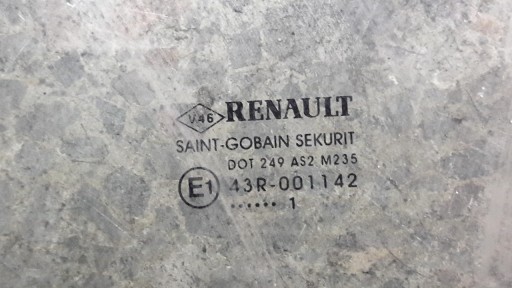 V46 RENAULT
SAINT-GOBAIN SEKURIT
DOT 249 AS2 M235
E1 43R-001142
...... 1